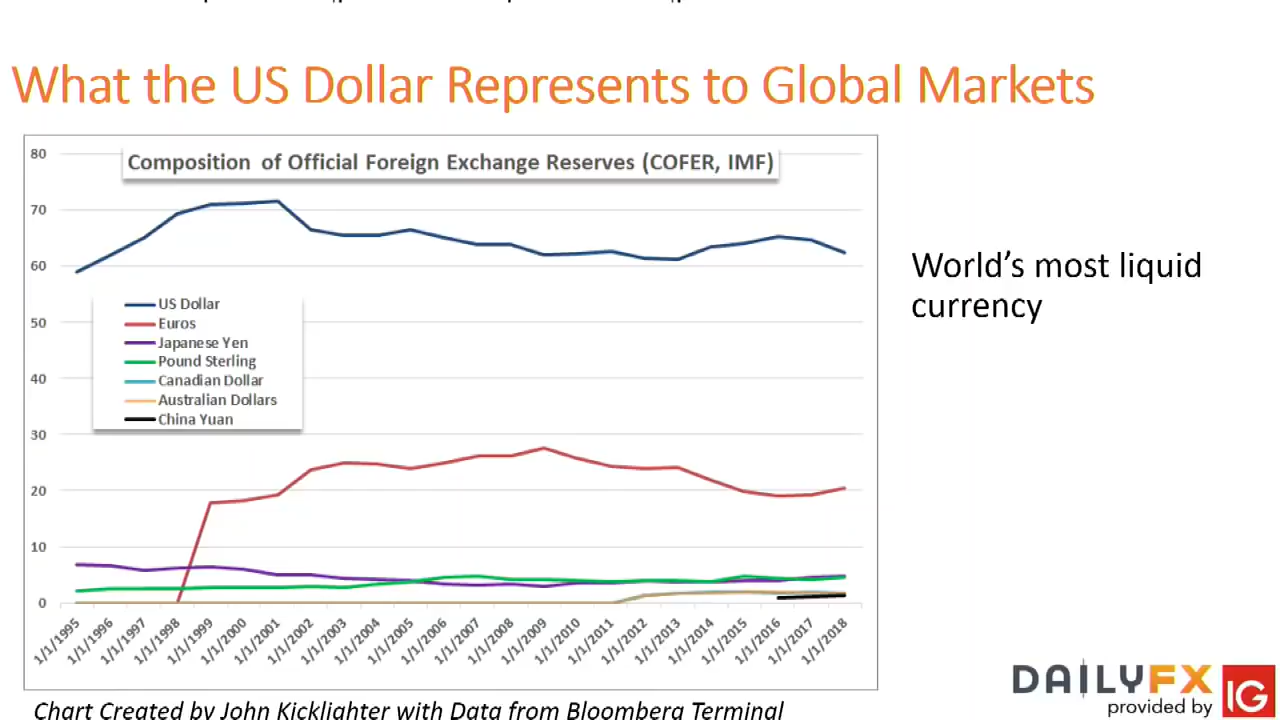 What the US Dollar Represents to Global Markets
Composition of Official Foreign Exchange Reserves (COFER, IMF)
80
70
60
50
40
30
20
10
0
US Dollar
Euros
Japanese Yen
Pound Sterling
Canadian Dollar
Australian Dollars
China Yuan
1/1/1995
1/1/1996
1/1/1997
1/1/1998
1/1/1999
1/1/2000
1/1/2001
1/1/2002
1/1/2003
1/1/2004
1/1/2005
1/1/2006
1/1/2007
1/1/2008
1/1/2009
1/1/2010
1/1/2011
1/1/2012
1/1/2013
1/1/2014
1/1/2015
1/1/2016
1/1/2017
1/1/2018
World's most liquid
currency
Chart Created by John Kicklighter with Data from Bloomberg Terminal
DAILYFX
provided by
IG